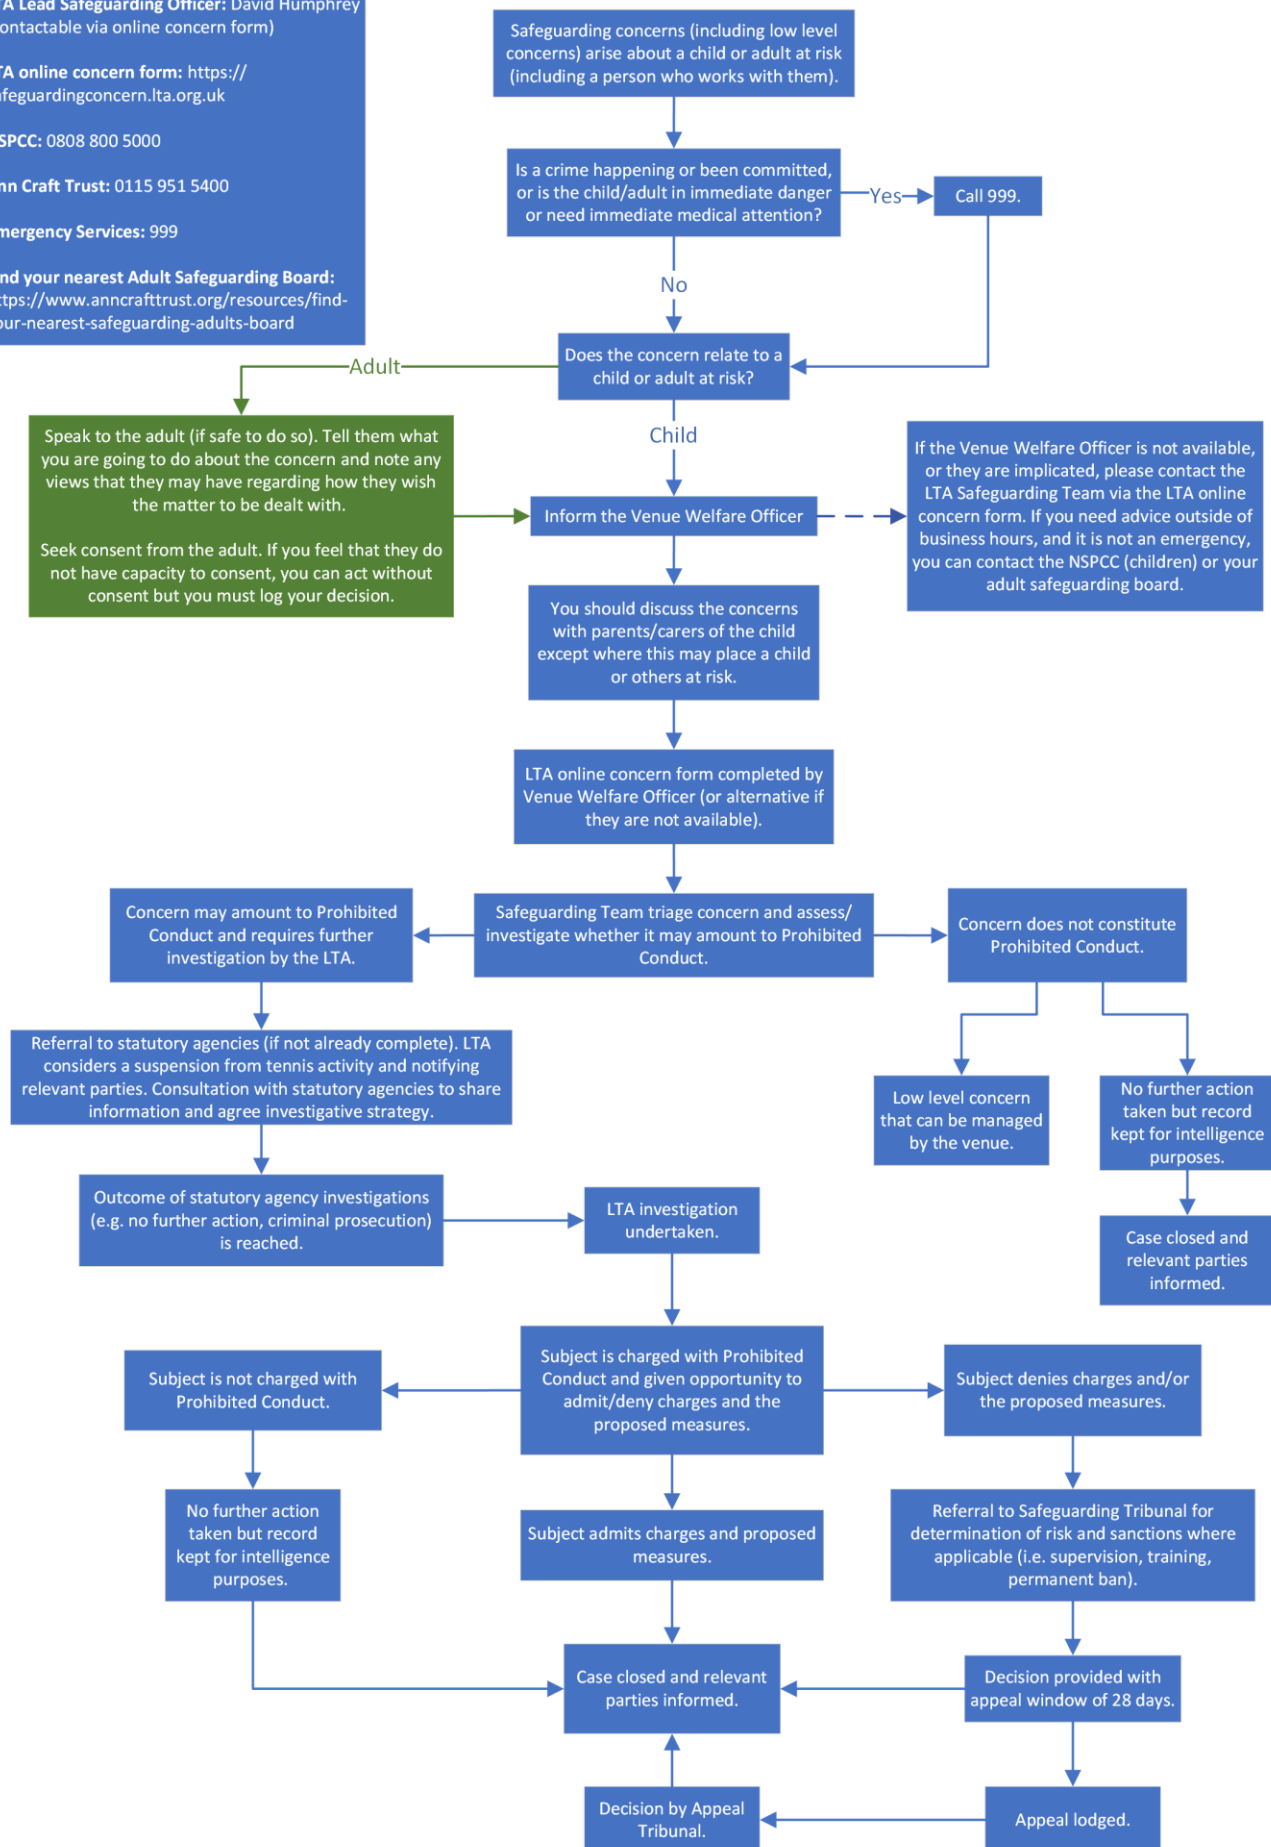 TA Lead Safeguarding Officer: David Humphrey
ontactable via online concern form)
TA online concern form: https://
afeguardingconcern.lta.org.uk
SPCC: 0808 800 5000
nn Craft Trust: 0115 951 5400
mergency Services: 999
nd your nearest Adult Safeguarding Board:
ttps://www.anncrafttrust.org/resources/find-
our-nearest-safeguarding-adults-board
Safeguarding concerns (including low level
concerns) arise about a child or adult at risk
(including a person who works with them).
Is a crime happening or been committed,
or is the child/adult in immediate danger
or need immediate medical attention?
Yes
Call 999.
No
Does the concern relate to a
child or adult at risk?
Adult
Child
Speak to the adult (if safe to do so). Tell them what
you are going to do about the concern and note any
views that they may have regarding how they wish
the matter to be dealt with.
Seek consent from the adult. If you feel that they do
not have capacity to consent, you can act without
consent but you must log your decision.
Inform the Venue Welfare Officer
If the Venue Welfare Officer is not available,
or they are implicated, please contact the
LTA Safeguarding Team via the LTA online
concern form. If you need advice outside of
business hours, and it is not an emergency,
you can contact the NSPCC (children) or your
adult safeguarding board.
You should discuss the concerns
with parents/carers of the child
except where this may place a child
or others at risk.
LTA online concern form completed by
Venue Welfare Officer (or alternative if
they are not available).
Concern may amount to Prohibited
Conduct and requires further
investigation by the LTA.
Safeguarding Team triage concern and assess/
investigate whether it may amount to Prohibited
Conduct.
Concern does not constitute
Prohibited Conduct.
Referral to statutory agencies (if not already complete). LTA
considers a suspension from tennis activity and notifying
relevant parties. Consultation with statutory agencies to share
information and agree investigative strategy.
Low level concern
that can be managed
by the venue.
No further action
taken but record
kept for intelligence
purposes.
Outcome of statutory agency investigations
(e.g. no further action, criminal prosecution)
is reached.
LTA investigation
undertaken.
Case closed and
relevant parties
informed.
Subject is not charged with
Prohibited Conduct.
Subject is charged with Prohibited
Conduct and given opportunity to
admit/deny charges and the
proposed measures.
Subject denies charges and/or
the proposed measures.
No further action
taken but record
kept for intelligence
purposes.
Subject admits charges and proposed
measures.
Referral to Safeguarding Tribunal for
determination of risk and sanctions where
applicable (i.e. supervision, training,
permanent ban).
Case closed and relevant
parties informed.
Decision provided with
appeal window of 28 days.
Decision by Appeal
Tribunal.
Appeal lodged.